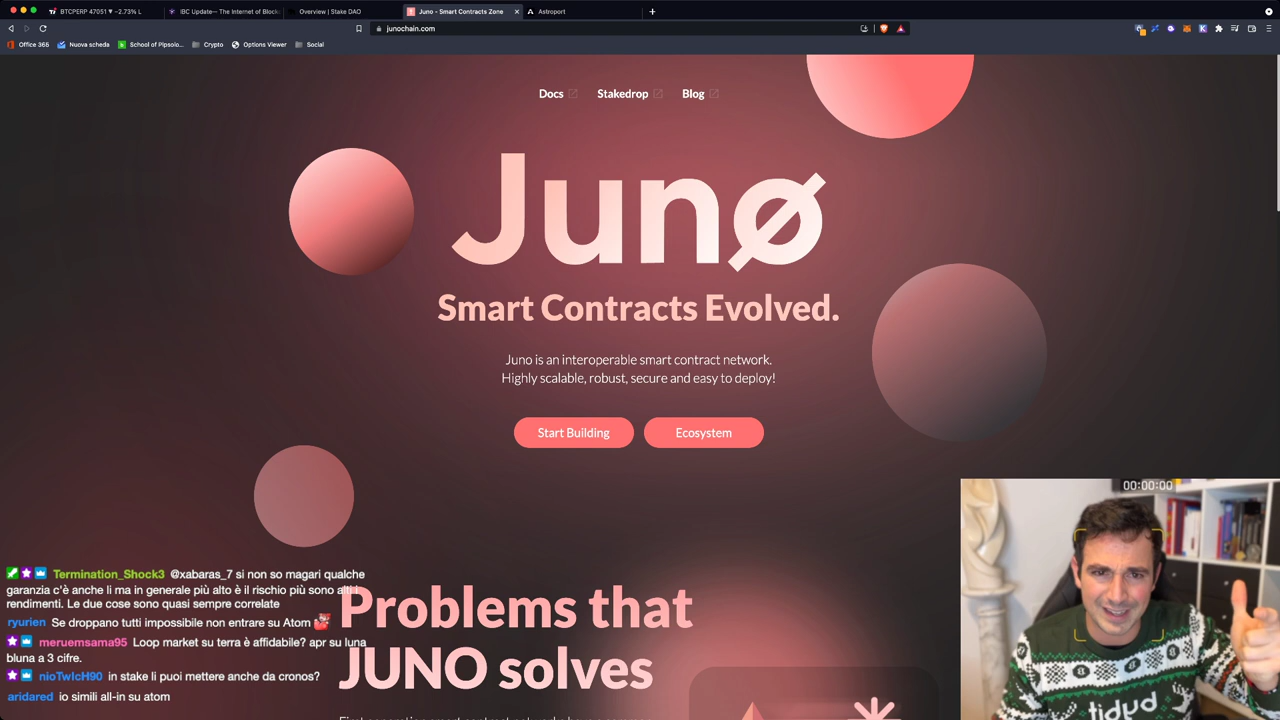 BTCPERP 47051 ▼ −2.73% L
IBC Update— The Internet of Block
Overview | Stake DAO
Juno - Smart Contracts Zone
Astroport
junochain.com
Office 365
Nuova scheda
School of Pipsolo...
Crypto
Options Viewer
Social
Docs
Stakedrop
Blog
Junø
Smart Contracts Evolved.
Juno is an interoperable smart contract network.
Highly scalable, robust, secure and easy to deploy!
Start Building
Ecosystem
00:00:00
Termination_Shock3 @xabaras_7 si non so magari qualche
garanzia c'è anche li ma in generale più alto è il rischio più sono alti i
rendimenti. Le due cose sono quasi sempre correlate
ryurien Se droppano tutti impossibile non entrare su Atom
meruemsama95 Loop market su terra è affidabile? apr su luna
bluna a 3 cifre.
nioTwIcH90 in stake li puoi mettere anche da cronos?
aridared io simili all-in su atom
Problems that
JUNO solves